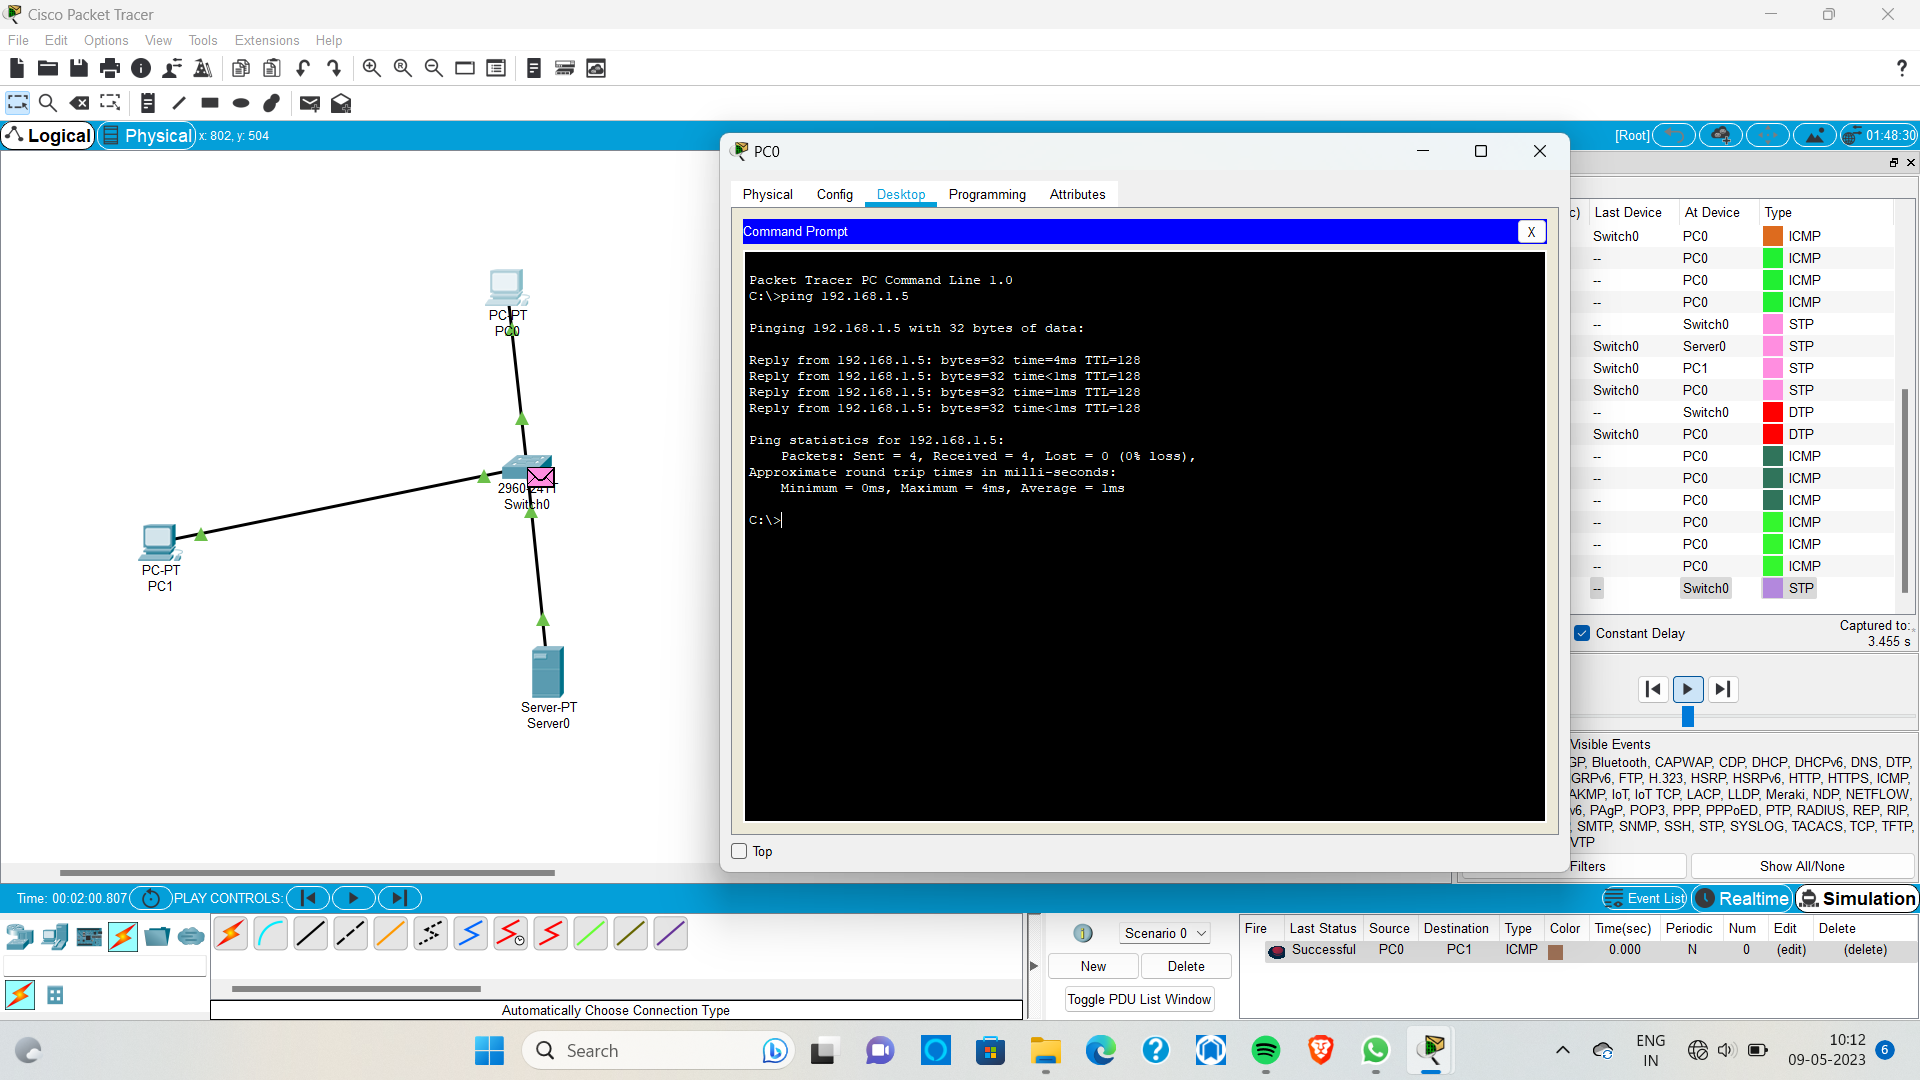 Cisco Packet Tracer
File Edit Options View Tools Extensions Help
?
Logical Physical x: 802, y: 504
[Root] 01:48:30
PC-PT
PC0
2960-24TT
Switch0
PC-PT
PC1
Server-PT
Server0
PC0
Physical Config Desktop Programming Attributes
Command Prompt
X
Packet Tracer PC Command Line 1.0
C:\>ping 192.168.1.5
Pinging 192.168.1.5 with 32 bytes of data:
Reply from 192.168.1.5: bytes=32 time=4ms TTL=128
Reply from 192.168.1.5: bytes=32 time<1ms TTL=128
Reply from 192.168.1.5: bytes=32 time=1ms TTL=128
Reply from 192.168.1.5: bytes=32 time<1ms TTL=128
Ping statistics for 192.168.1.5:
Packets: Sent = 4, Received = 4, Lost = 0 (0% loss),
Approximate round trip times in milli-seconds:
Minimum = 0ms, Maximum = 4ms, Average = 1ms
C:\>
Top
c) Last Device At Device Type
Switch0 PC0 ICMP
-- PC0 ICMP
-- PC0 ICMP
-- PC0 ICMP
-- Switch0 STP
Switch0 Server0 STP
Switch0 PC1 STP
Switch0 PC0 STP
-- Switch0 DTP
Switch0 PC0 DTP
-- PC0 ICMP
-- PC0 ICMP
-- PC0 ICMP
-- PC0 ICMP
-- PC0 ICMP
-- PC0 ICMP
-- Switch0 STP
Constant Delay
Captured to:
3.455 s
Visible Events
GP, Bluetooth, CAPWAP, CDP, DHCP, DHCPv6, DNS, DTP,
GRPv6, FTP, H.323, HSRP, HSRPv6, HTTP, HTTPS, ICMP,
AKMP, IoT, IoT TCP, LACP, LLDP, Meraki, NDP, NETFLOW,
v6, PAgP, POP3, PPP, PPPoED, PTP, RADIUS, REP, RIP,
, SMTP, SNMP, SSH, STP, SYSLOG, TACACS, TCP, TFTP,
VTP
Filters
Show All/None
Time: 00:02:00.807 PLAY CONTROLS:
Event List Realtime Simulation
Automatically Choose Connection Type
Scenario 0
New Delete
Toggle PDU List Window
Fire Last Status Source Destination Type Color Time(sec) Periodic Num Edit Delete
Successful PC0 PC1 ICMP 0.000 N 0 (edit) (delete)
Search
ENG
IN
10:12
09-05-2023
6